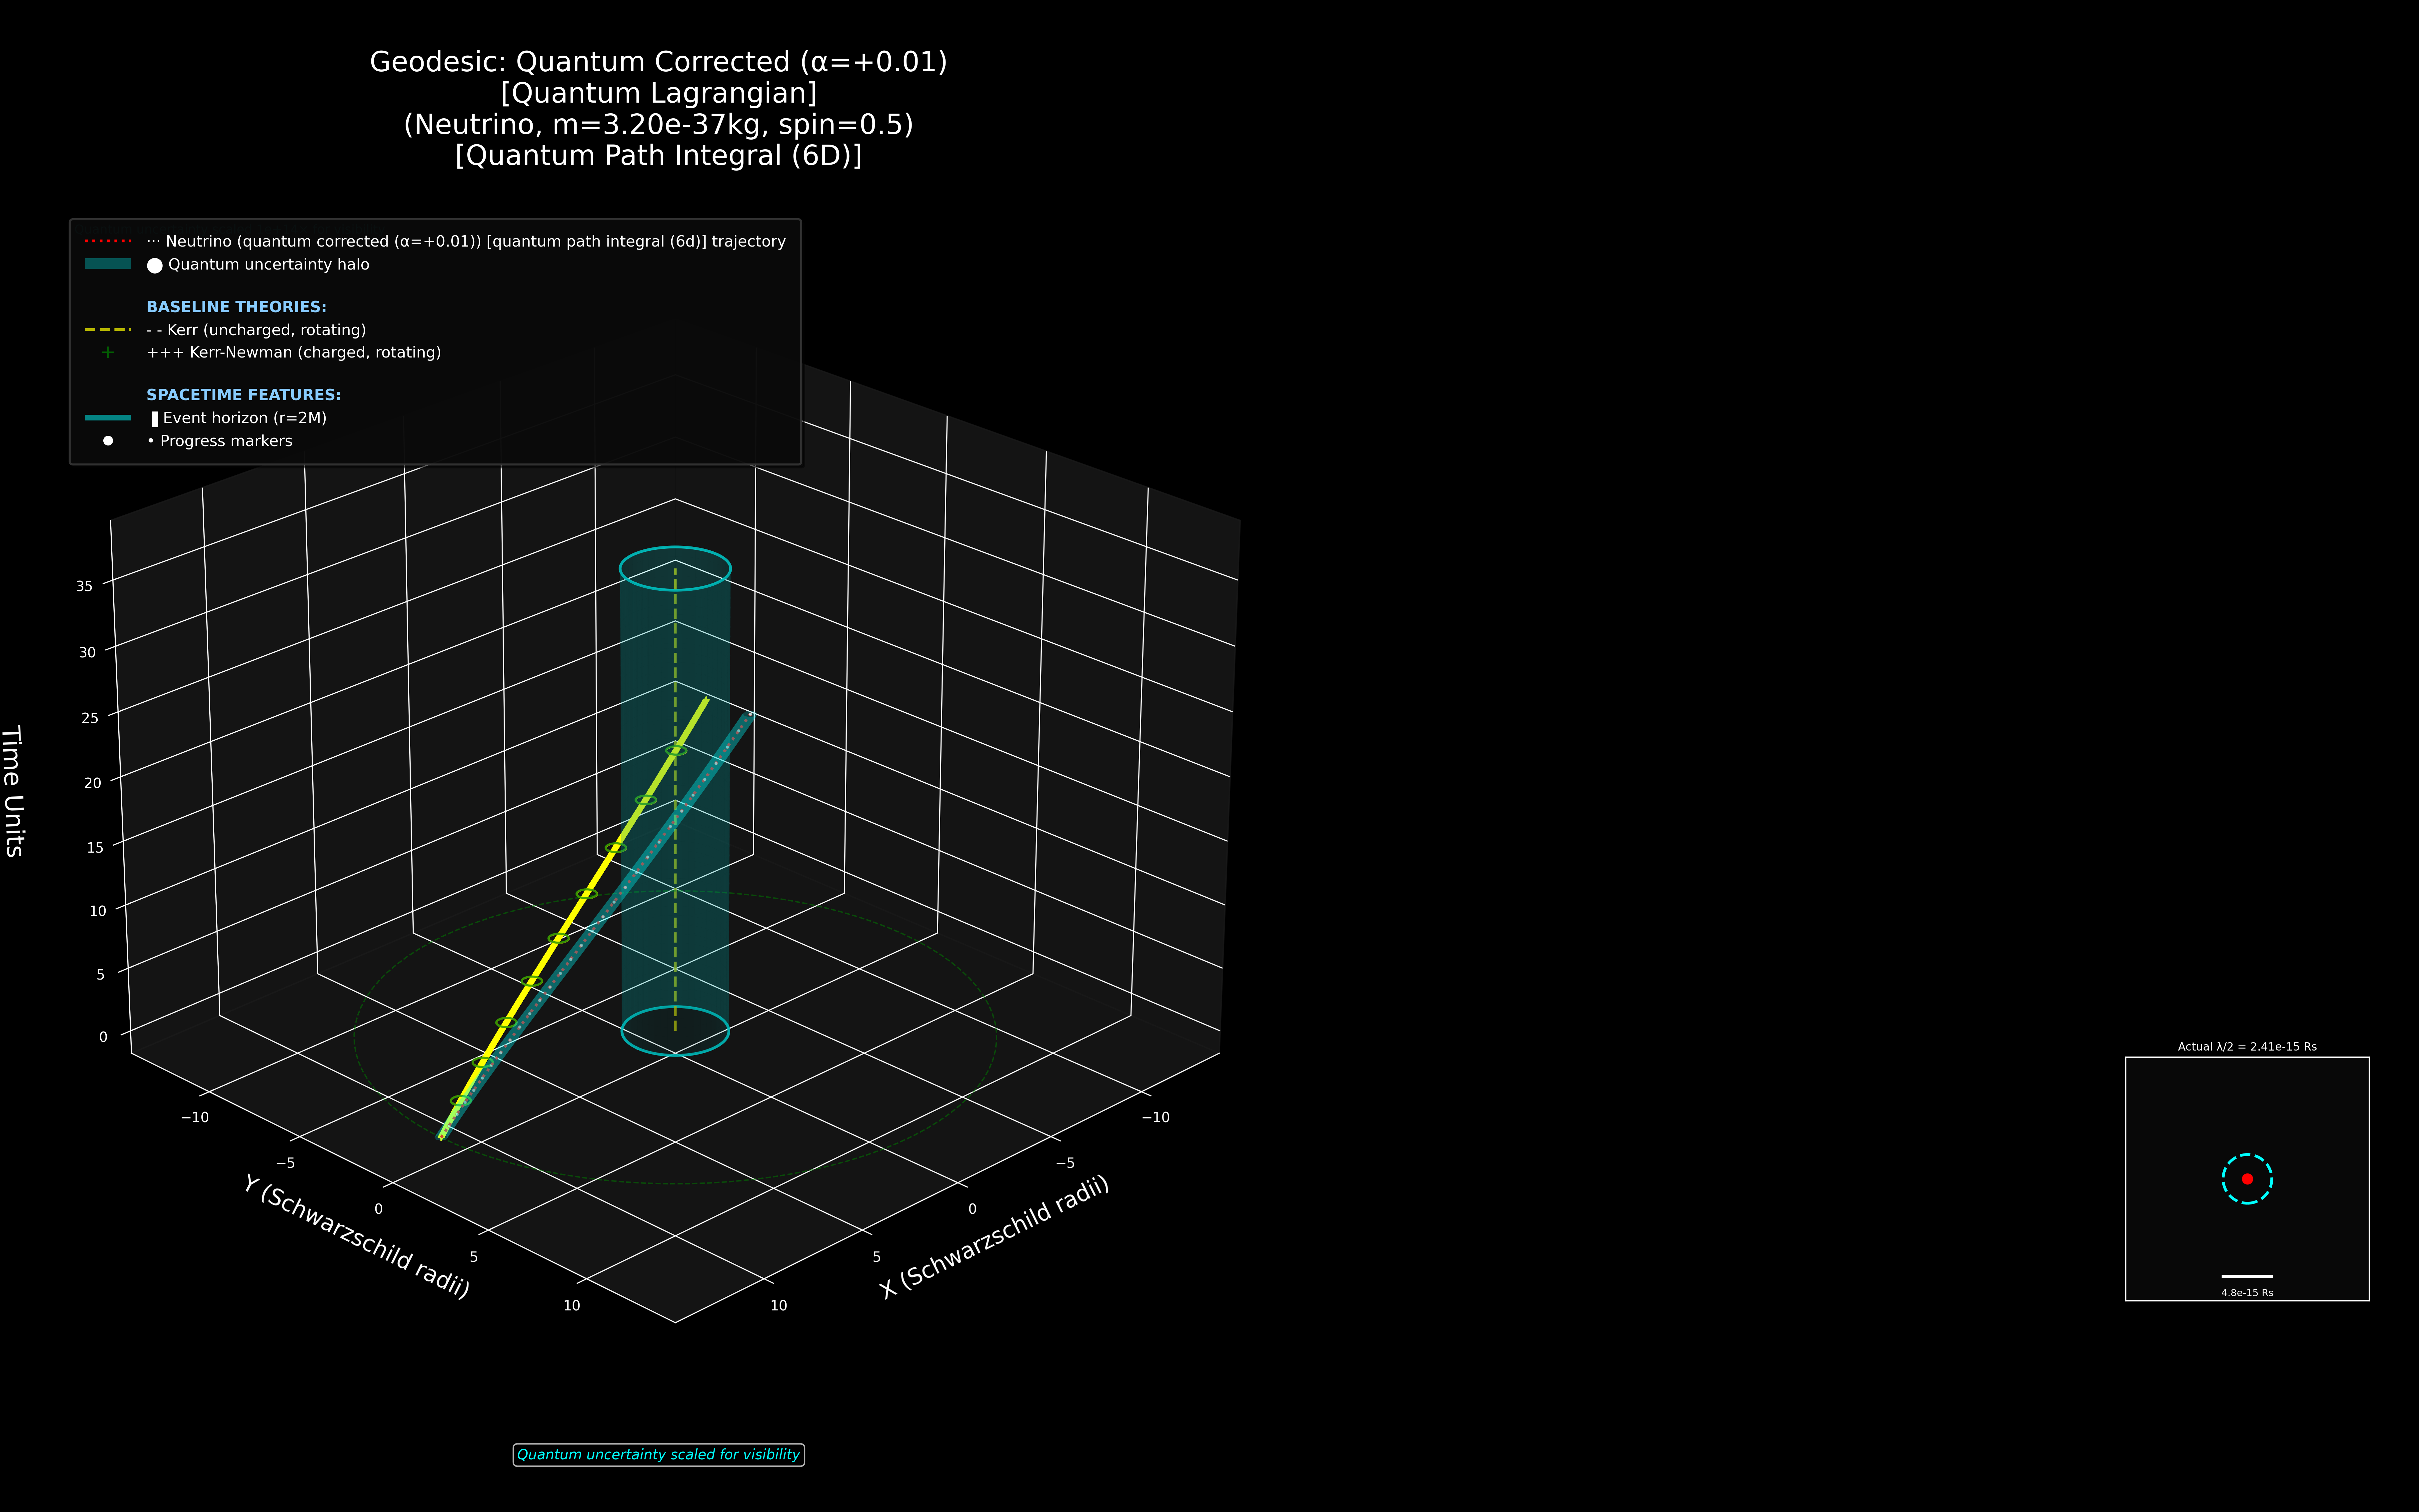 Geodesic: Quantum Corrected (α=+0.01)
[Quantum Lagrangian]
(Neutrino, m=3.20e-37kg, spin=0.5)
[Quantum Path Integral (6D)]
··· Neutrino (quantum corrected (α=+0.01)) [quantum path integral (6d)] trajectory
⬤ Quantum uncertainty halo
BASELINE THEORIES:
- - Kerr (uncharged, rotating)
+++ Kerr-Newman (charged, rotating)
SPACETIME FEATURES:
▐ Event horizon (r=2M)
• Progress markers
35
30
25
20
15
10
5
0
Time Units
−10
−5
0
5
10
Y (Schwarzschild radii)
−10
−5
0
5
10
X (Schwarzschild radii)
Actual λ/2 = 2.41e-15 Rs
4.8e-15 Rs
Quantum uncertainty scaled for visibility